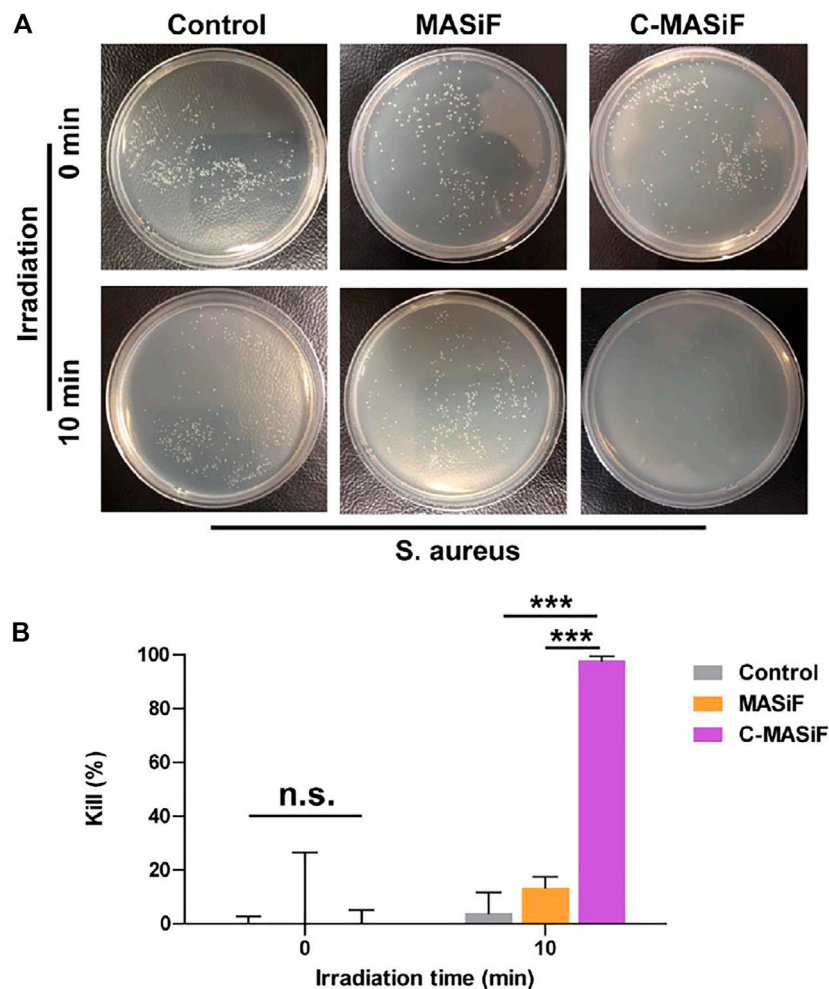 A
Control MASiF C-MASiF
Irradiation
0 min
10 min
S. aureus
B
***
***
n.s.
Kill (%)
100
80
60
40
20
0
0 10
Irradiation time (min)
Control
MASiF
C-MASiF